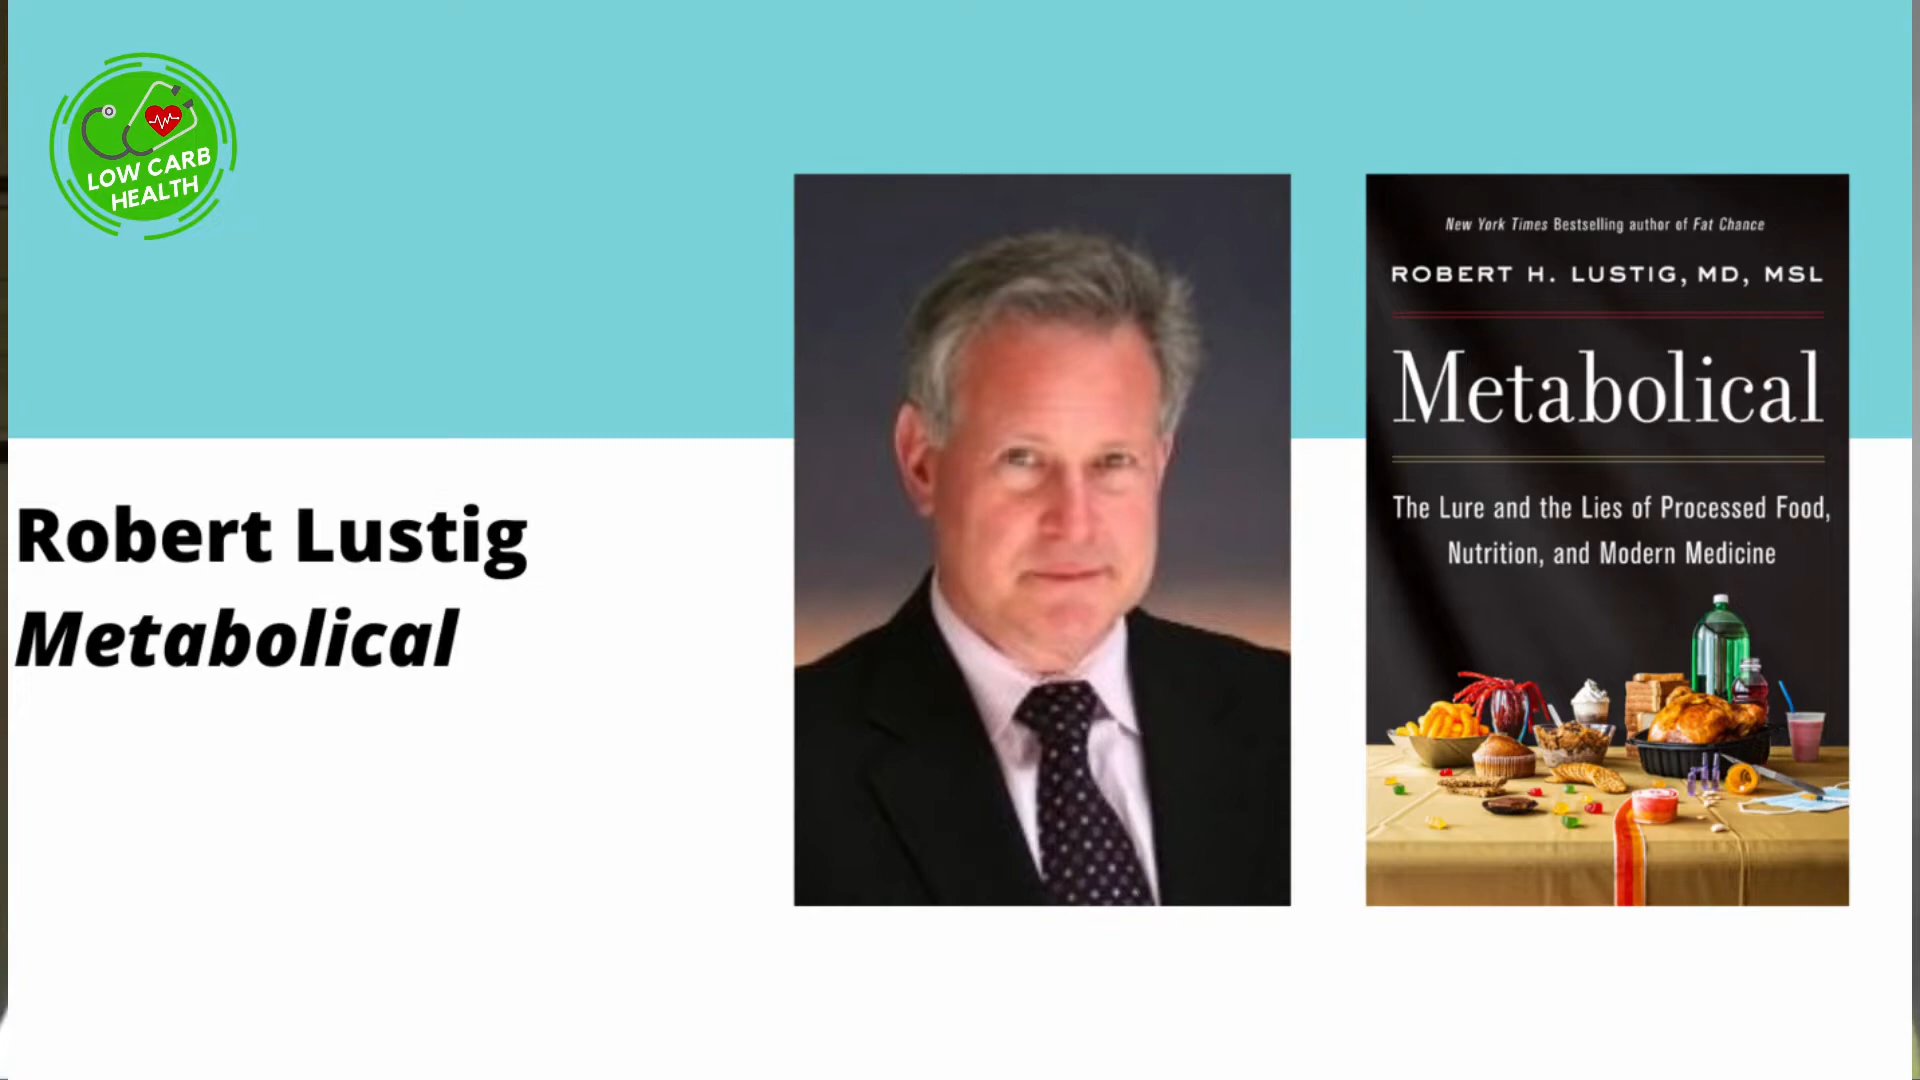 LOW CARB
HEALTH
Robert Lustig
Metabolical
New York Times Bestselling author of Fat Chance
ROBERT H. LUSTIG, MD, MSL
Metabolical
The Lure and the Lies of Processed Food,
Nutrition, and Modern Medicine